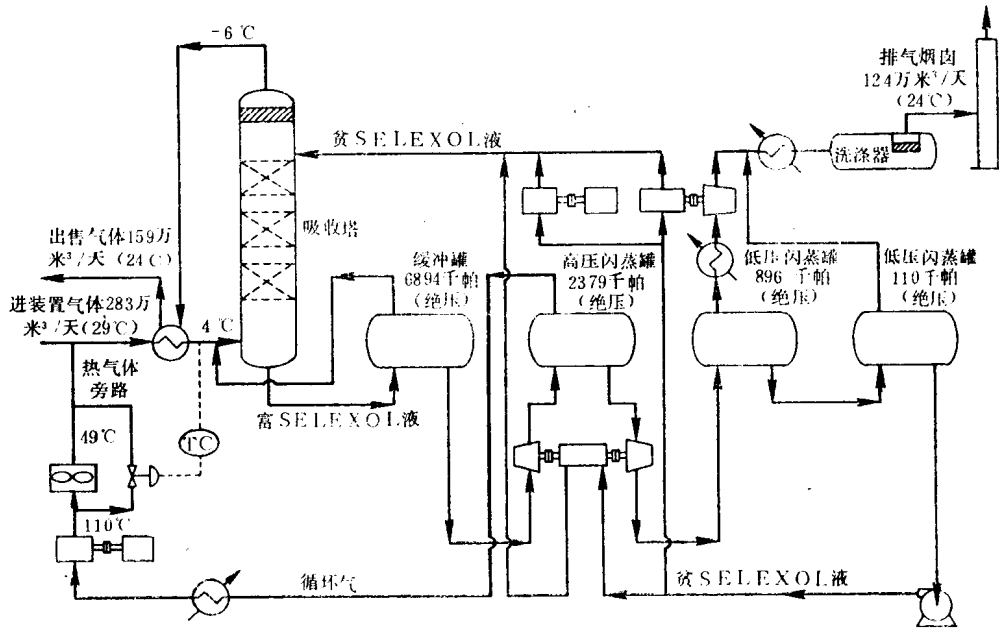 -6℃
排气烟囱
124万米³/天
(24℃)
贫SELEXOL液
洗涤器
吸收塔
出售气体159万
米³/天(24℃)
进装置气体283万
米³/天(29℃)
4℃
缓冲罐
6894千帕
(绝压)
高压闪蒸罐
2379千帕
(绝压)
低压闪蒸罐
896千帕
(绝压)
低压闪蒸罐
110千帕
(绝压)
热气体
旁路
富SELEXOL液
49℃
TC
110℃
循环气
贫SELEXOL液